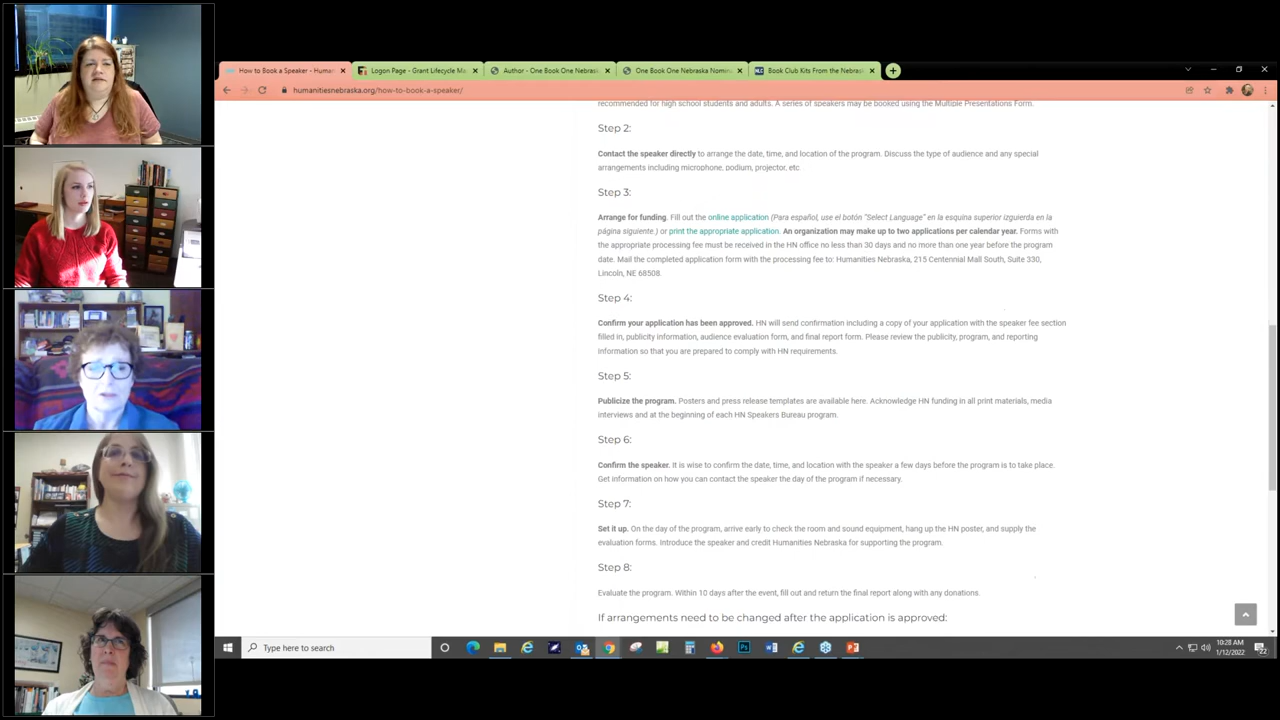 How to Book a Speaker - Human
Logon Page - Grant Lifecycle Ma
Author - One Book One Nebrask
One Book One Nebraska Nomin
Book Club Kits From the Nebras
humanitiesnebraska.org/how-to-book-a-speaker/
recommended for high school students and adults. A series of speakers may be booked using the Multiple Presentations Form.
Step 2:
Contact the speaker directly to arrange the date, time, and location of the program. Discuss the type of audience and any special
arrangements including microphone, podium, projector, etc
Step 3:
Arrange for funding. Fill out the online application (Para español, use el botón "Select Language" en la esquina superior izquierda en la
página siguiente.) or print the appropriate application. An organization may make up to two applications per calendar year. Forms with
the appropriate processing fee must be received in the HN office no less than 30 days and no more than one year before the program
date. Mail the completed application form with the processing fee to: Humanities Nebraska, 215 Centennial Mall South, Suite 330,
Lincoln, NE 68508.
Step 4:
Confirm your application has been approved. HN will send confirmation including a copy of your application with the speaker fee section
filled in, publicity information, audience evaluation form, and final report form. Please review the publicity, program, and reporting
information so that you are prepared to comply with HN requirements.
Step 5:
Publicize the program. Posters and press release templates are available here. Acknowledge HN funding in all print materials, media
interviews and at the beginning of each HN Speakers Bureau program.
Step 6:
Confirm the speaker. It is wise to confirm the date, time, and location with the speaker a few days before the program is to take place.
Get information on how you can contact the speaker the day of the program if necessary.
Step 7:
Set it up. On the day of the program, arrive early to check the room and sound equipment, hang up the HN poster, and supply the
evaluation forms. Introduce the speaker and credit Humanities Nebraska for supporting the program.
Step 8:
Evaluate the program. Within 10 days after the event, fill out and return the final report along with any donations.
If arrangements need to be changed after the application is approved:
Type here to search
10:28 AM
1/12/2022